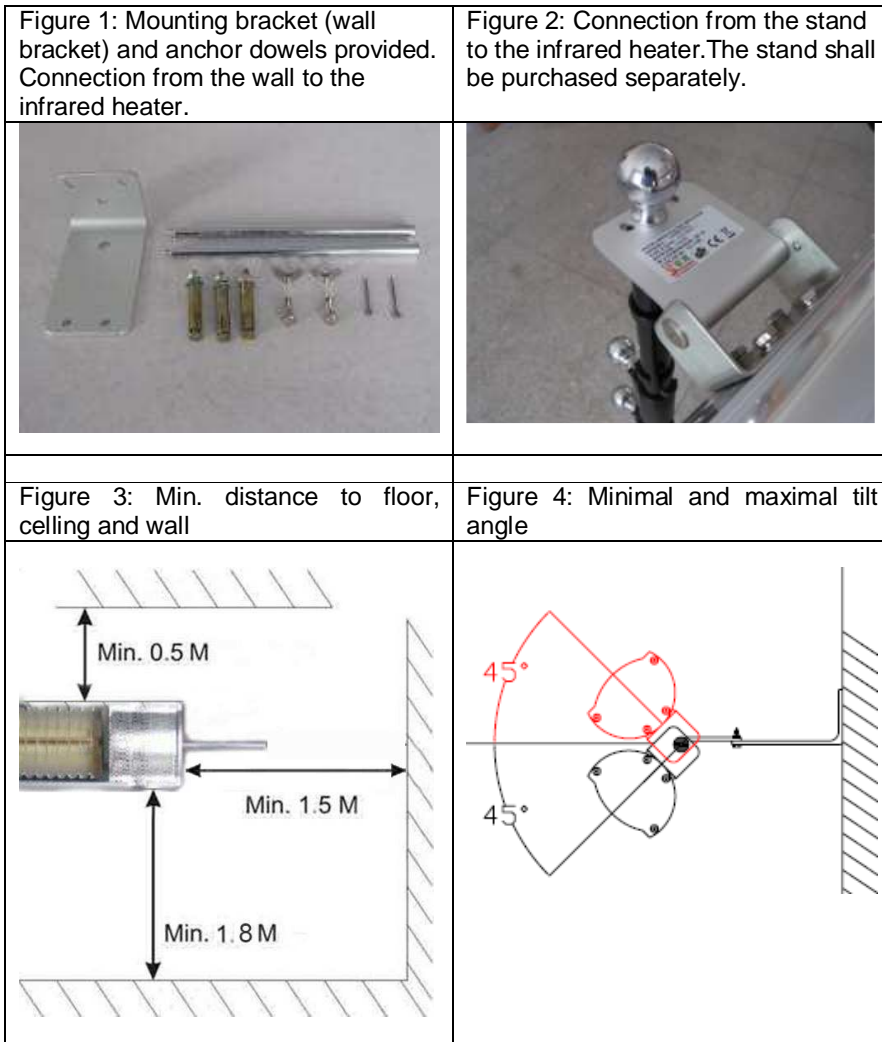 Figure 1: Mounting bracket (wall
bracket) and anchor dowels provided.
Connection from the wall to the
infrared heater.
Figure 2: Connection from the stand
to the infrared heater.The stand shall
be purchased separately.
Figure 3: Min. distance to floor,
celling and wall
Figure 4: Minimal and maximal tilt
angle
Min. 0.5 M
Min. 1.5 M
Min. 1.8 M
45°
45°